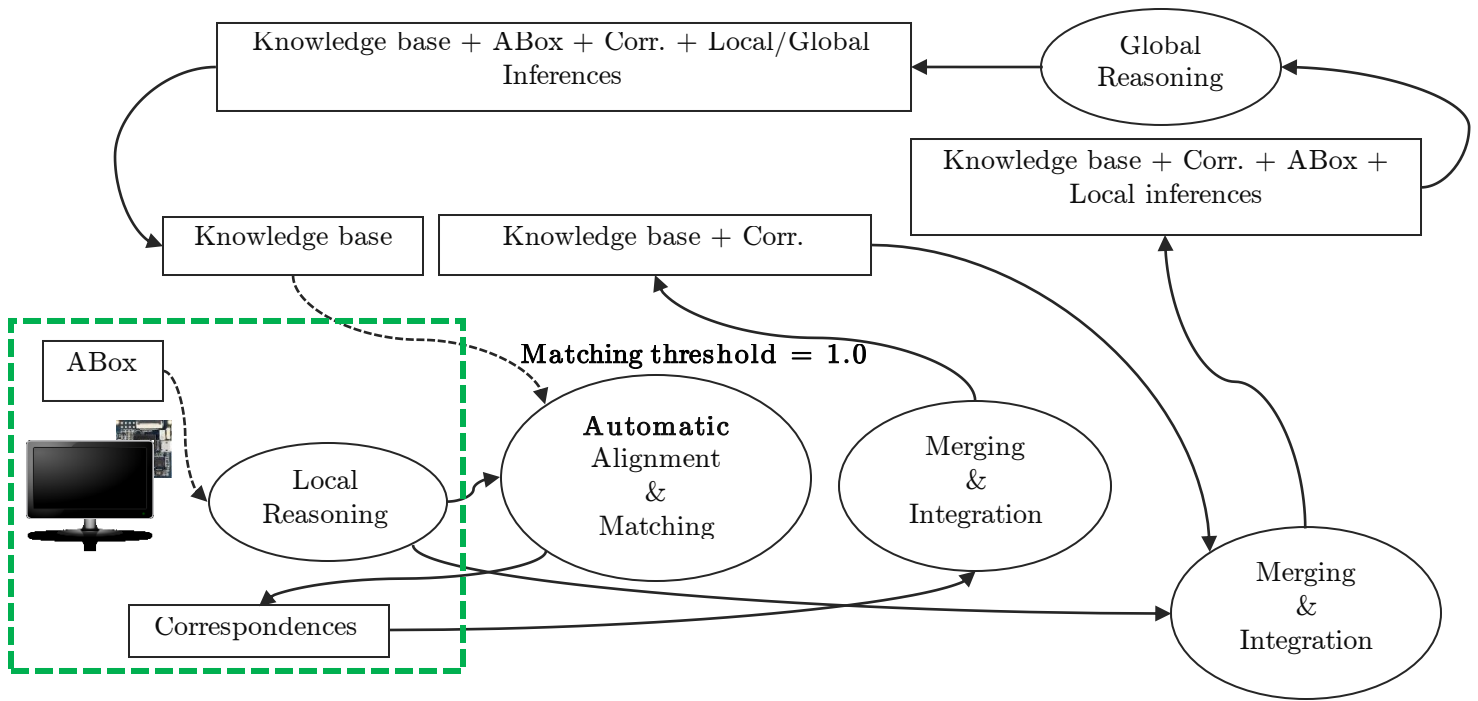 Knowledge base + ABox + Corr. + Local/Global
Inferences
Global
Reasoning
Knowledge base + Corr. + ABox +
Local inferences
Knowledge base
Knowledge base + Corr.
ABox
Matching threshold = 1.0
Automatic
Alignment
&
Matching
Local
Reasoning
Merging
&
Integration
Merging
&
Integration
Correspondences